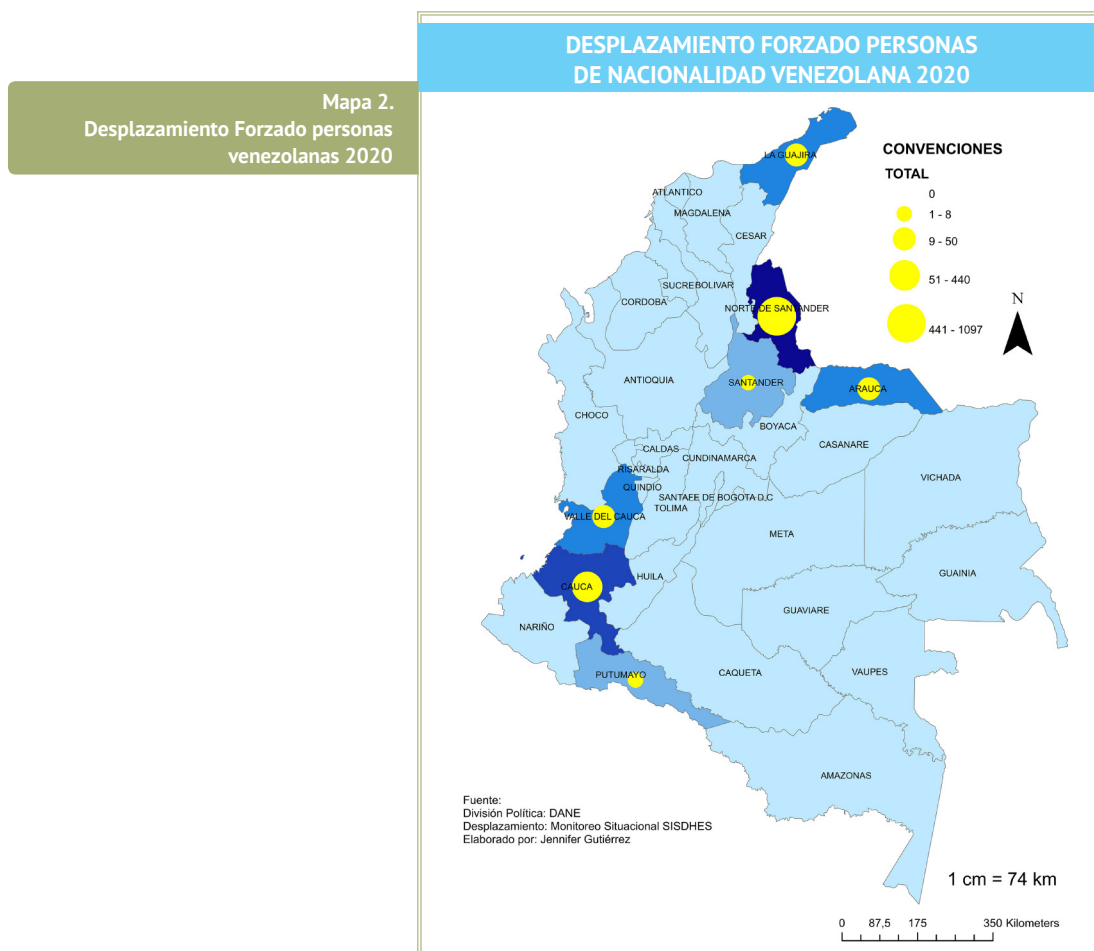 DESPLAZAMIENTO FORZADO PERSONAS
DE NACIONALIDAD VENEZOLANA 2020
Mapa 2.
Desplazamiento Forzado personas
venezolanas 2020
CONVENCIONES
TOTAL
0
1 - 8
9 - 50
51 - 440
441 - 1097
N
LA GUAJIRA
ATLANTICO
MAGDALENA
CESAR
SUCRE
BOLIVAR
CORDOBA
NORTE DE SANTANDER
ANTIOQUIA
SANTANDER
ARAUCA
CHOCO
BOYACA
CASANARE
CALDAS
CUNDINAMARCA
RISARALDA
VICHADA
QUINDIO
SANTAFE DE BOGOTA D.C
TOLIMA
VALLE DEL CAUCA
META
HUILA
GUAINIA
CAUCA
GUAVIARE
NARIÑO
PUTUMAYO
CAQUETA
VAUPES
AMAZONAS
Fuente:
División Política: DANE
Desplazamiento: Monitoreo Situacional SISDHES
Elaborado por: Jennifer Gutiérrez
1 cm = 74 km
0 87,5 175 350 Kilometers